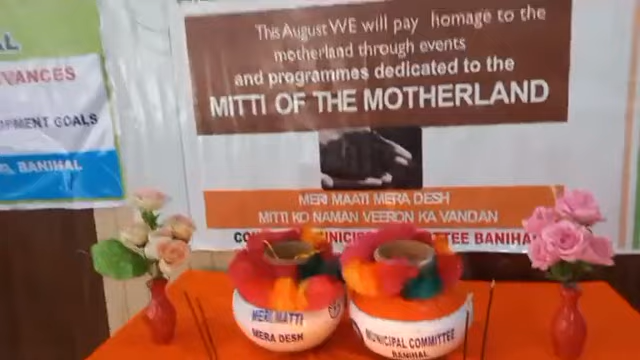 AL
VANCES
OPMENT GOALS
BANIHAL
This August WE will pay homage to the
motherland through events
and programmes dedicated to the
MITTI OF THE MOTHERLAND
MERI MAATI MERA DESH
MITTI KO NAMAN VEERON KA VANDAN
BANIHA
MERI MATTI
MERA DESH
MUNICIPAL COMMITTEE
BANIHAL